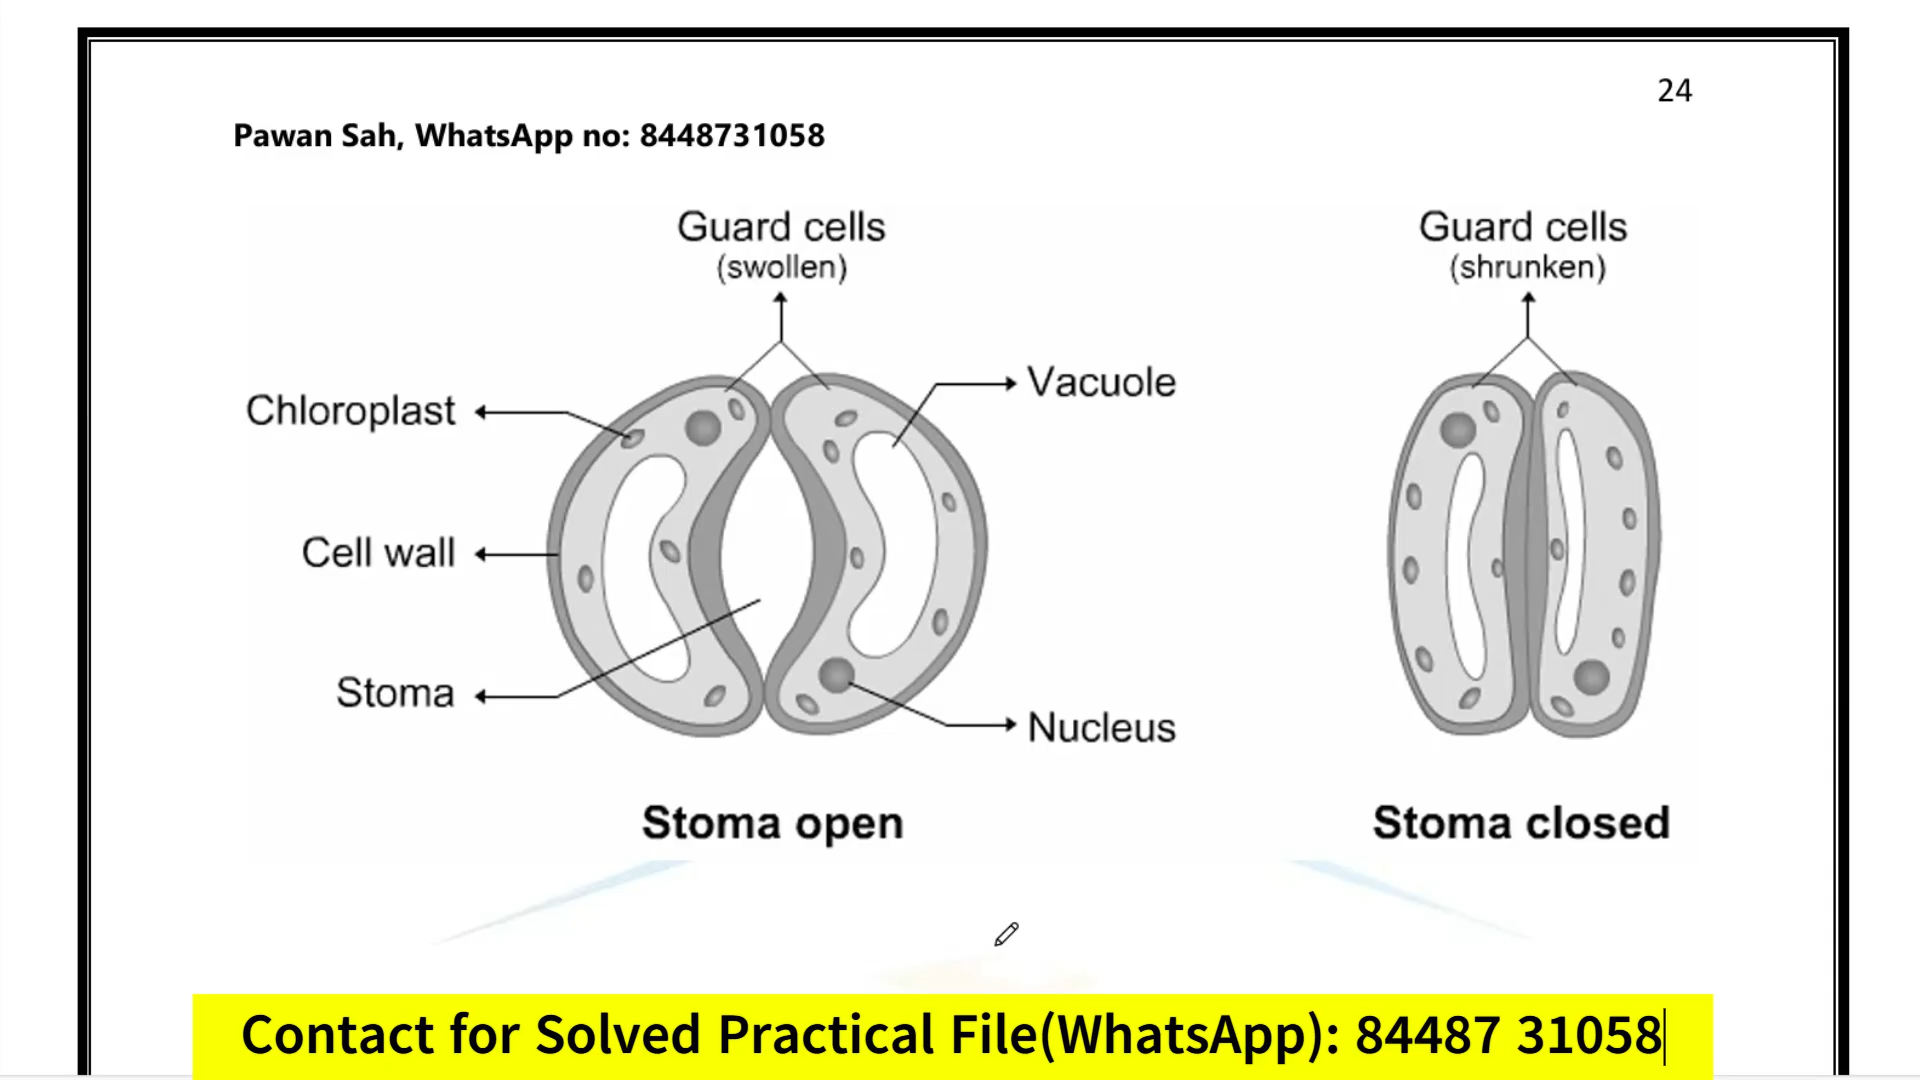 24
Pawan Sah, WhatsApp no: 8448731058
Guard cells
(swollen)
Guard cells
(shrunken)
Chloroplast
Vacuole
Cell wall
Stoma
Nucleus
Stoma open
Stoma closed
Contact for Solved Practical File(WhatsApp): 84487 31058